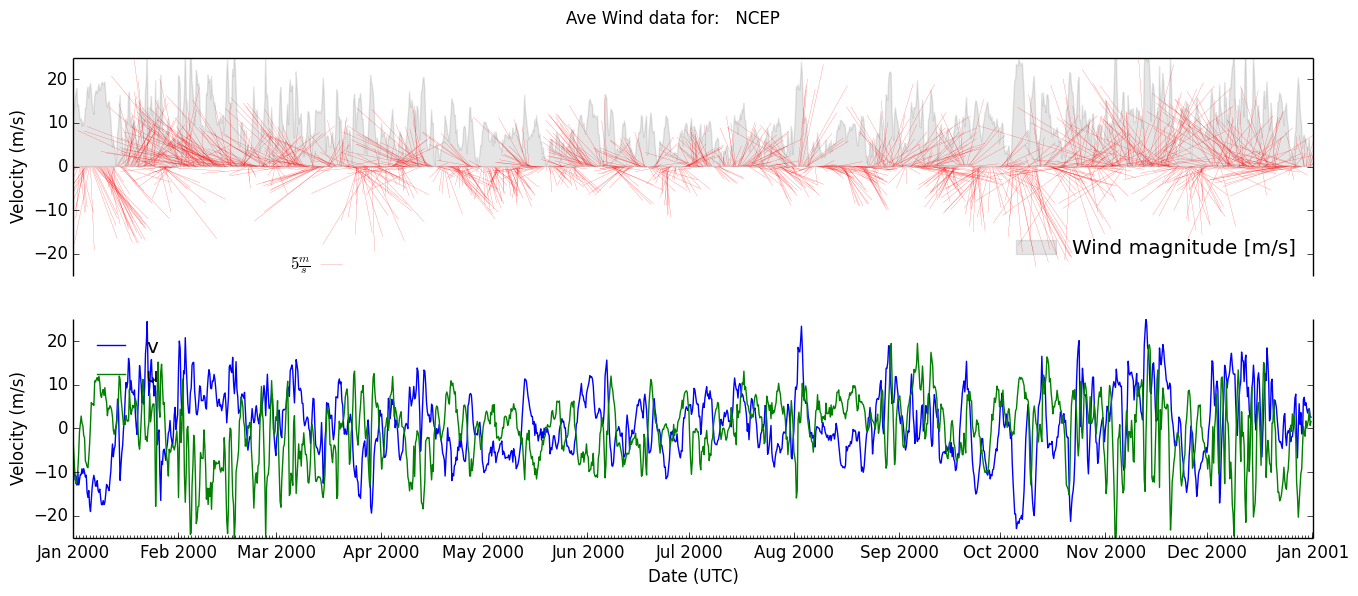 Ave Wind data for:   NCEP
Velocity (m/s)
20
10
0
−10
−20
5 m/s
Wind magnitude [m/s]
Velocity (m/s)
20
10
0
−10
−20
v
u
Jan 2000 Feb 2000 Mar 2000 Apr 2000 May 2000 Jun 2000 Jul 2000 Aug 2000 Sep 2000 Oct 2000 Nov 2000 Dec 2000 Jan 2001
Date (UTC)